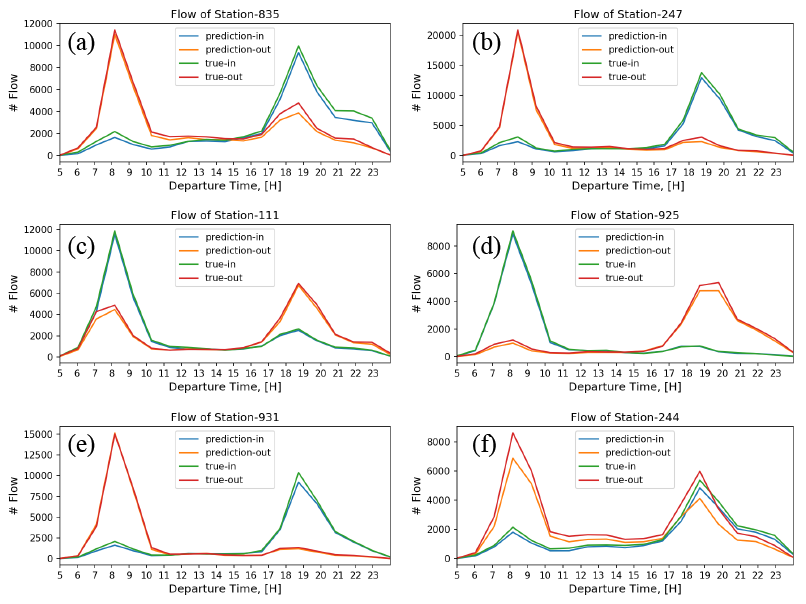 Flow of Station-835
(a)
prediction-in
prediction-out
true-in
true-out
12000
10000
8000
6000
4000
2000
0
# Flow
5 6 7 8 9 10 11 12 13 14 15 16 17 18 19 20 21 22 23
Departure Time, [H]
Flow of Station-247
(b)
prediction-in
prediction-out
true-in
true-out
20000
15000
10000
5000
0
# Flow
5 6 7 8 9 10 11 12 13 14 15 16 17 18 19 20 21 22 23
Departure Time, [H]
Flow of Station-111
(c)
prediction-in
prediction-out
true-in
true-out
12000
10000
8000
6000
4000
2000
0
# Flow
5 6 7 8 9 10 11 12 13 14 15 16 17 18 19 20 21 22 23
Departure Time, [H]
Flow of Station-925
(d)
prediction-in
prediction-out
true-in
true-out
8000
6000
4000
2000
0
# Flow
5 6 7 8 9 10 11 12 13 14 15 16 17 18 19 20 21 22 23
Departure Time, [H]
Flow of Station-931
(e)
prediction-in
prediction-out
true-in
true-out
15000
12500
10000
7500
5000
2500
0
# Flow
5 6 7 8 9 10 11 12 13 14 15 16 17 18 19 20 21 22 23
Departure Time, [H]
Flow of Station-244
(f)
prediction-in
prediction-out
true-in
true-out
8000
6000
4000
2000
0
# Flow
5 6 7 8 9 10 11 12 13 14 15 16 17 18 19 20 21 22 23
Departure Time, [H]